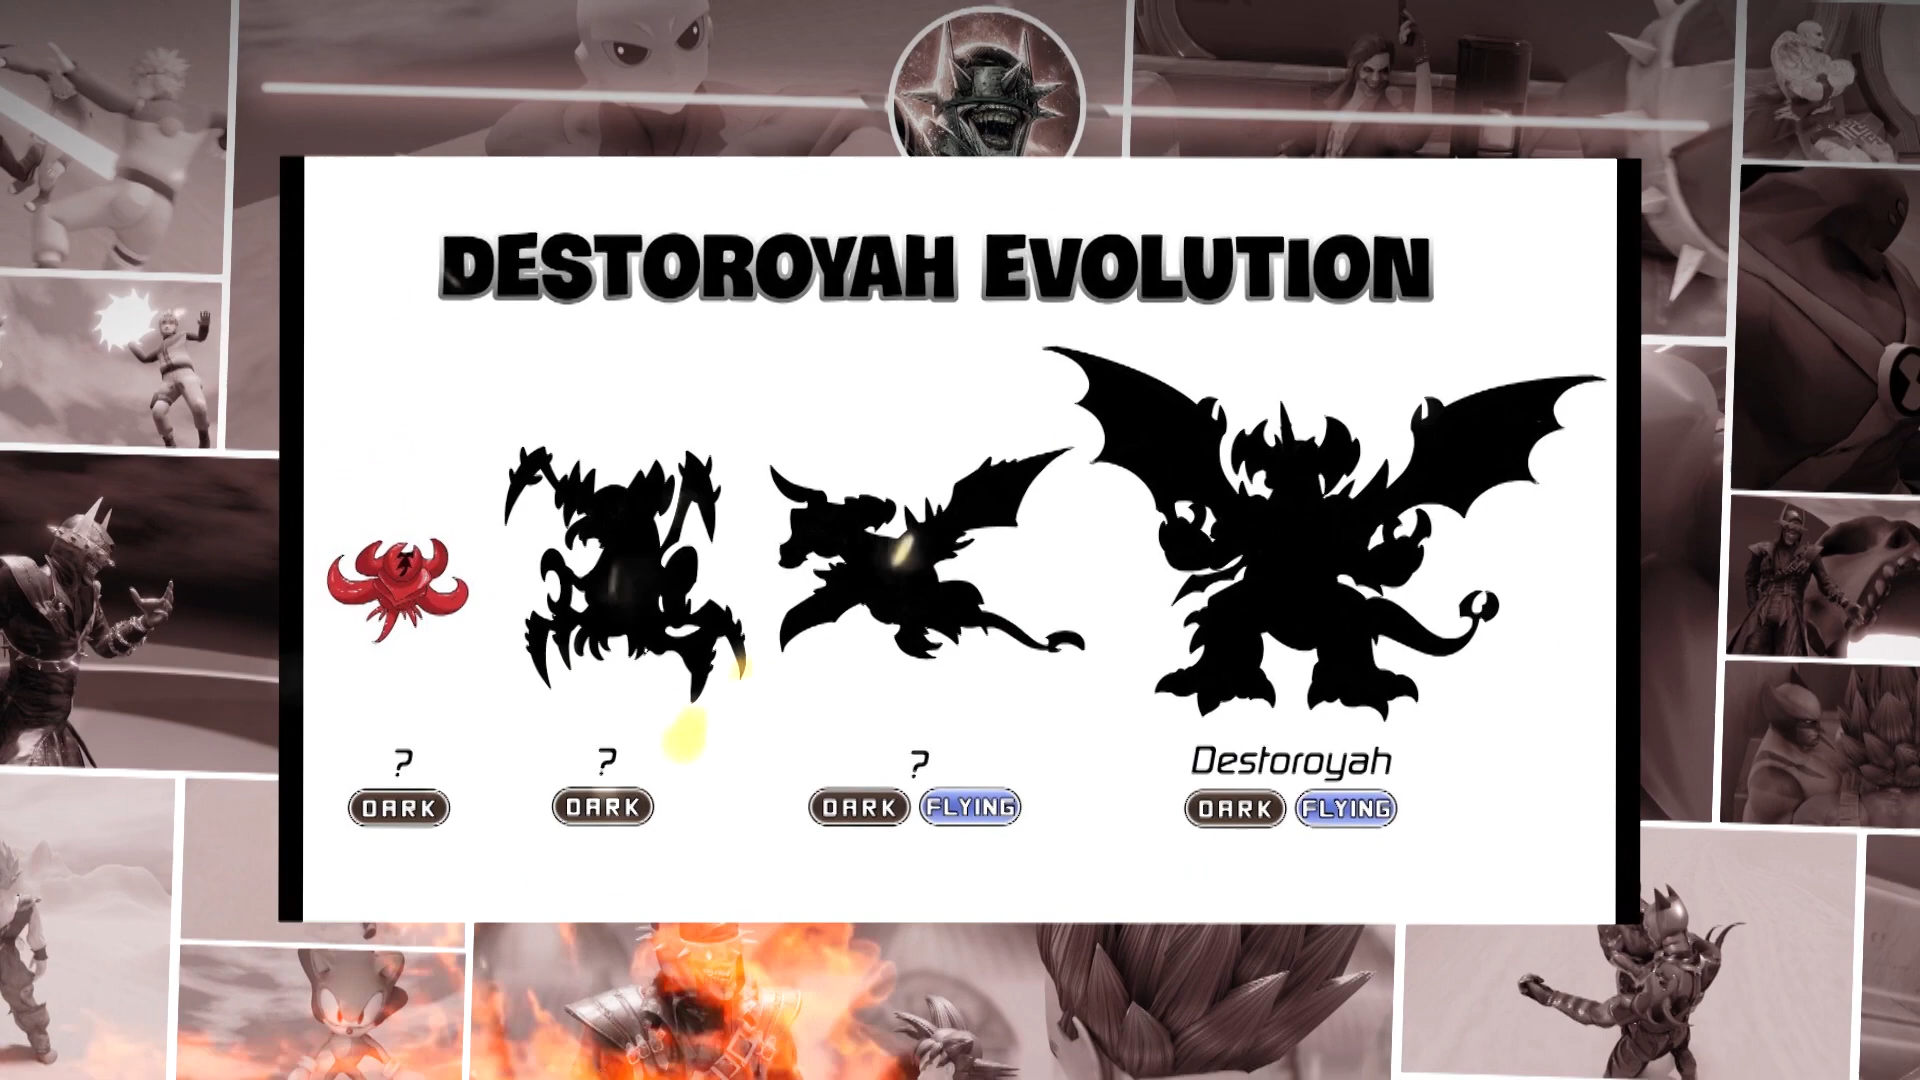 DESTOROYAH EVOLUTION
? ? ? Destoroyah
DARK DARK DARK FLYING DARK FLYING